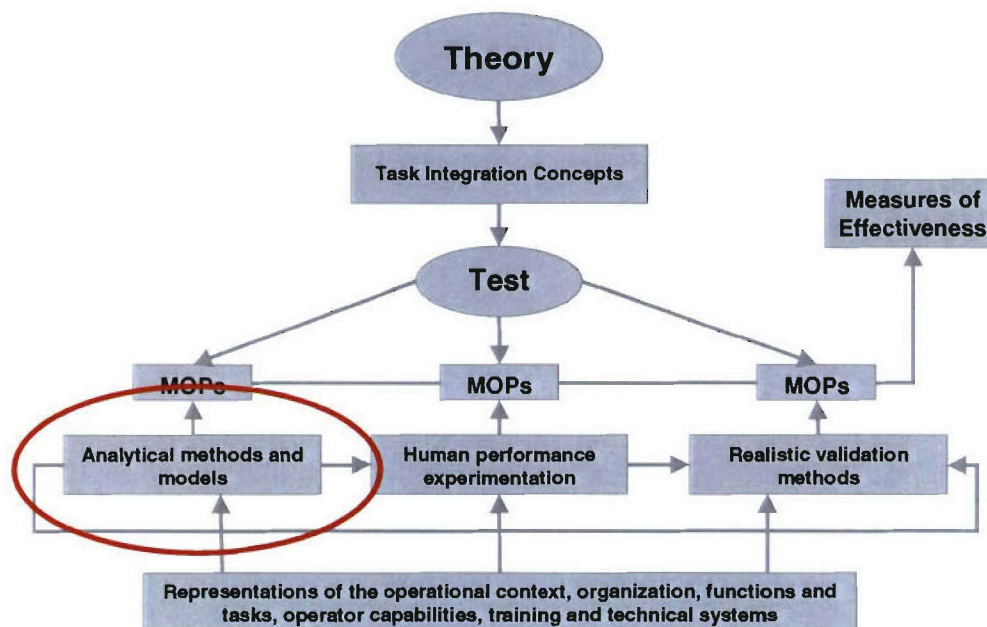 Theory
Task Integration Concepts
Measures of
Effectiveness
Test
MOPs
MOPs
MOPs
Analytical methods and
models
Human performance
experimentation
Realistic validation
methods
Representations of the operational context, organization, functions and
tasks, operator capabilities, training and technical systems